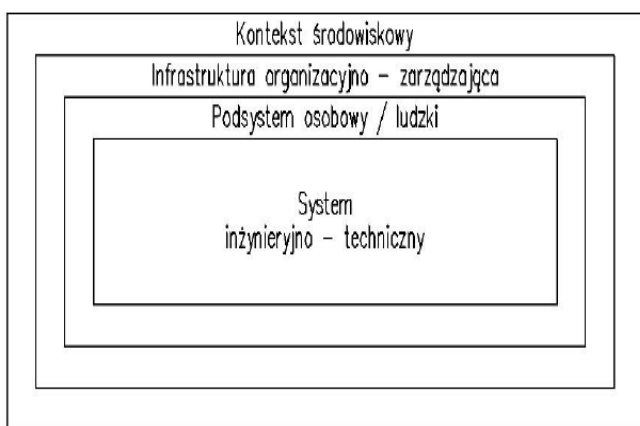 Kontekst środowiskowy
Infrastruktura organizacyjno – zarządzająca
Podsystem osobowy / ludzki
System
inżynieryjno – techniczny